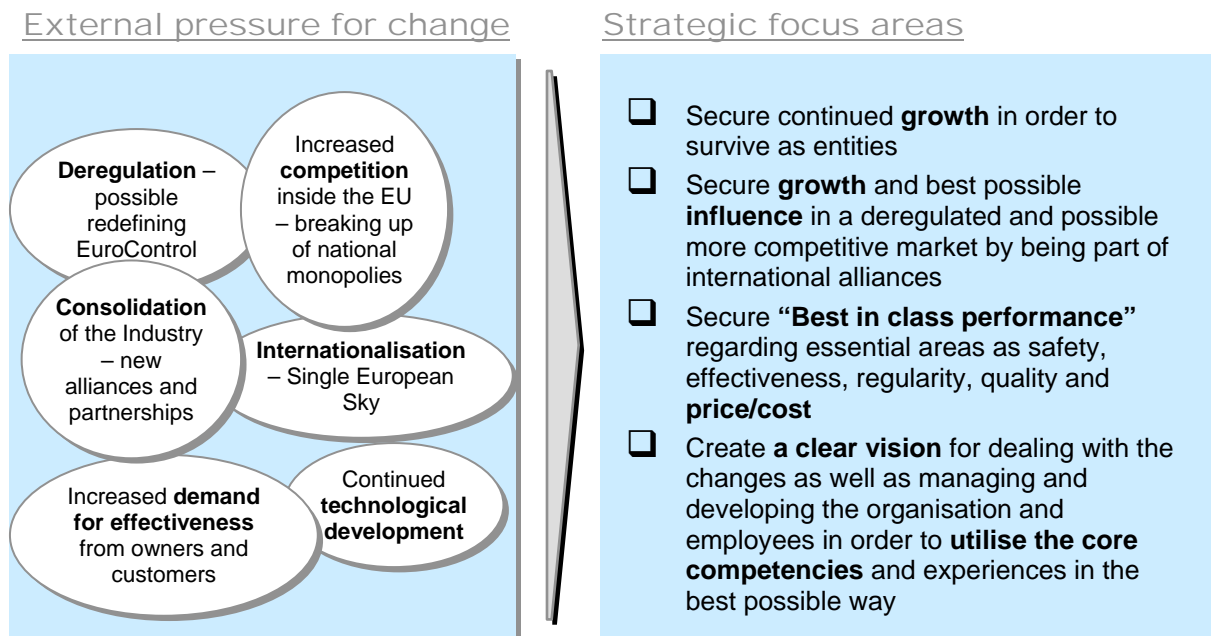 External pressure for change
Deregulation –
possible
redefining
EuroControl
Increased
competition
inside the EU
– breaking up
of national
monopolies
Consolidation
of the Industry
– new
alliances and
partnerships
Internationalisation
– Single European
Sky
Increased demand
for effectiveness
from owners and
customers
Continued
technological
development
Strategic focus areas
Secure continued growth in order to
survive as entities
Secure growth and best possible
influence in a deregulated and possible
more competitive market by being part of
international alliances
Secure “Best in class performance”
regarding essential areas as safety,
effectiveness, regularity, quality and
price/cost
Create a clear vision for dealing with the
changes as well as managing and
developing the organisation and
employees in order to utilise the core
competencies and experiences in the
best possible way